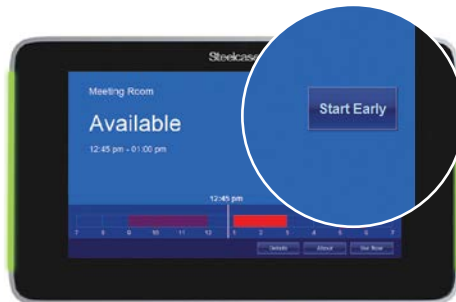 Steelcase
Meeting Room
Available
12:45 pm - 01:00 pm
Start Early
12:45 pm
7 8 9 10 11 12 1 2 3 4 5 6 7
Details About Use Now